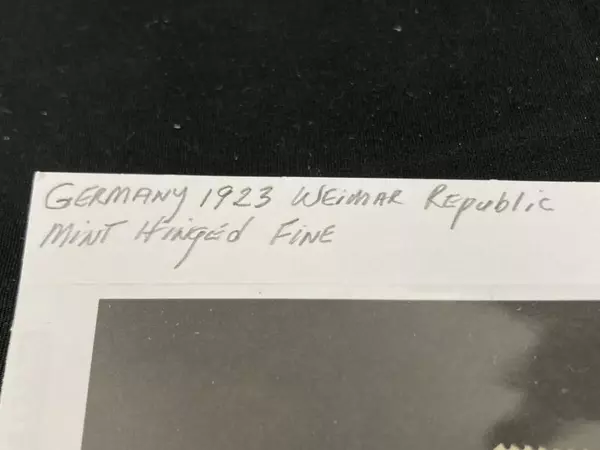 GERMANY 1923 WEIMAR REPUBLIC
MINT HINGED FINE